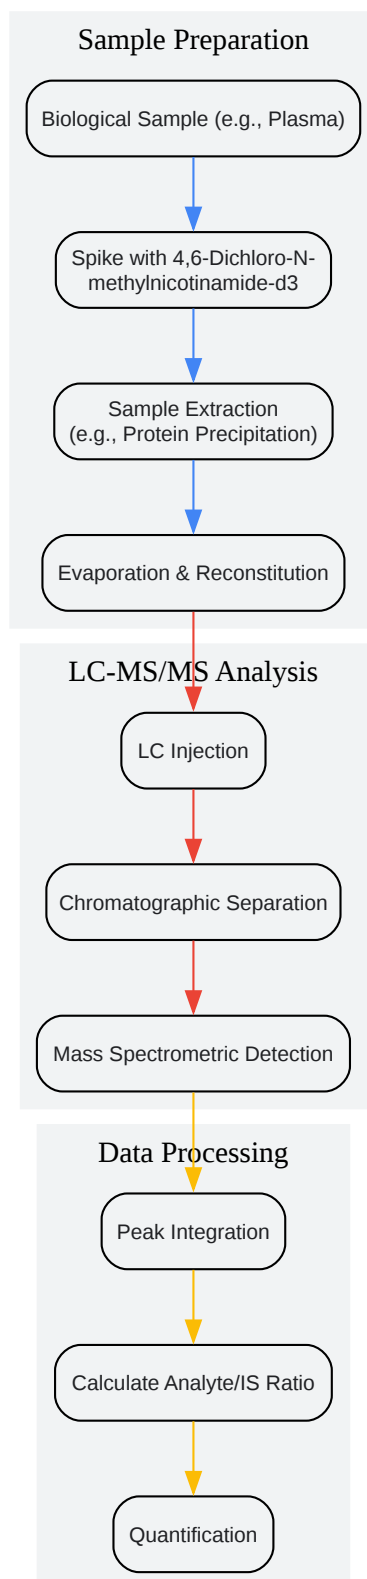 Sample Preparation
Biological Sample (e.g., Plasma)
Spike with 4,6-Dichloro-N-
methylnicotinamide-d3
Sample Extraction
(e.g., Protein Precipitation)
Evaporation & Reconstitution
LC-MS/MS Analysis
LC Injection
Chromatographic Separation
Mass Spectrometric Detection
Data Processing
Peak Integration
Calculate Analyte/IS Ratio
Quantification